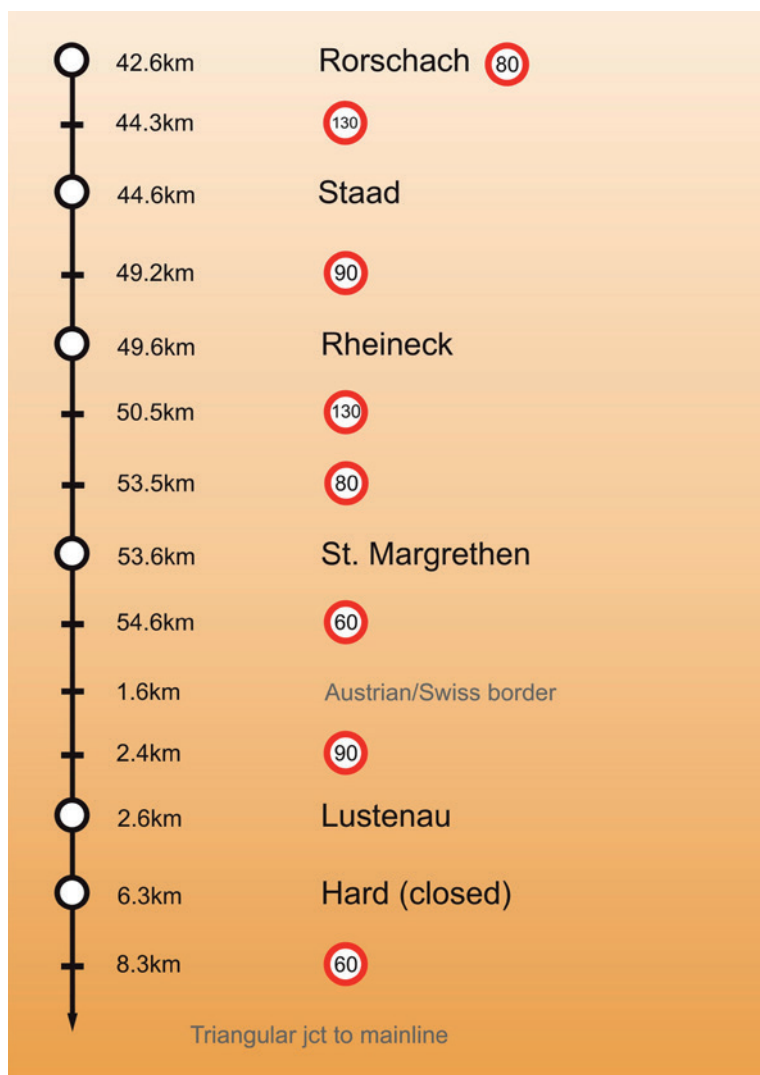 42.6km Rorschach 80
44.3km 130
44.6km Staad
49.2km 90
49.6km Rheineck
50.5km 130
53.5km 80
53.6km St. Margrethen
54.6km 60
1.6km Austrian/Swiss border
2.4km 90
2.6km Lustenau
6.3km Hard (closed)
8.3km 60
Triangular jct to mainline